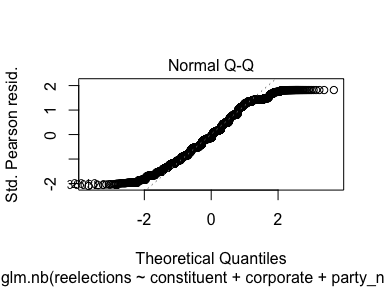 Normal Q-Q
Std. Pearson resid.
2
1
0
-2
-2
0
2
Theoretical Quantiles
glm.nb(reelections ~ constituent + corporate + party_n